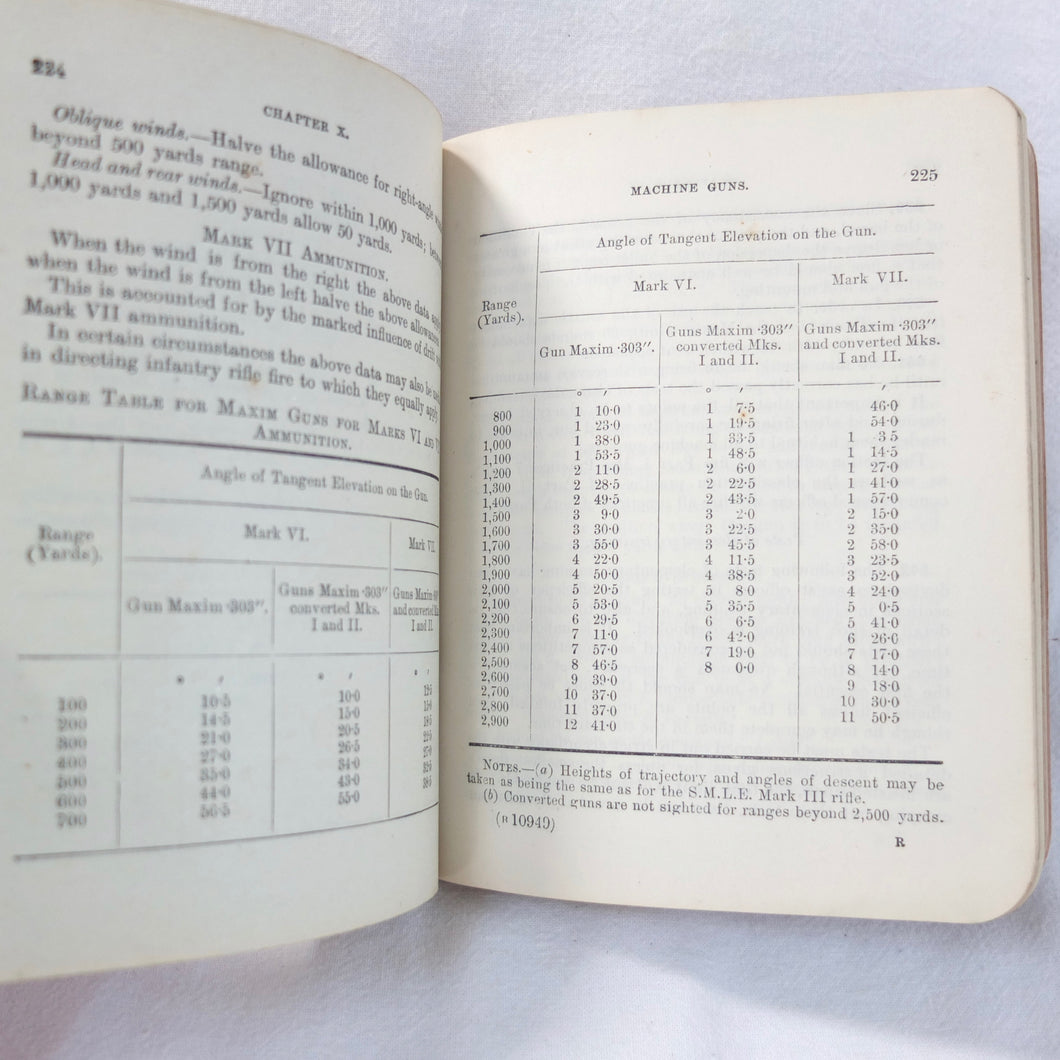 224
CHAPTER X.
Oblique winds.—Halve the allowance for right-angle
beyond 500 yards range.
Head and rear winds.—Ignore within 1,000 yards;
1,000 yards and 1,500 yards allow 50 yards.
MARK VII AMMUNITION.
When the wind is from the right the above data
when the wind is from the left halve the above allowances.
This is accounted for by the marked influence of drift
Mark VII ammunition.
In certain circumstances the above data may also be
in directing infantry rifle fire to which they equally apply
RANGE TABLE FOR MAXIM GUNS FOR MARKS VI AND
AMMUNITION.
Range (Yards).
Angle of Tangent Elevation on the Gun.
Mark VI.
Mark VII
Gun Maxim ·303″.
Guns Maxim ·303″
converted Mks.
I and II.
Guns Maxim
and converted
I and II.
° ′ ° ′ ° ′
100 10·5 10·0
200 14·5 15·0
300 21·0 20·5
400 27·0 26·5
500 35·0 34·0
600 44·0 43·0
700 56·5 55·0
MACHINE GUNS.
225
Range
(Yards).
Angle of Tangent Elevation on the Gun.
Mark VI.
Mark VII.
Gun Maxim ·303″.
Guns Maxim ·303″
converted Mks.
I and II.
Guns Maxim ·303″
and converted Mks.
I and II.
° ′ ° ′ ′
800 1 10·0 1 7·5 46·0
900 1 23·0 1 19·5 54·0
1,000 1 38·0 1 33·5 1 3 5
1,100 1 53·5 1 48·5 1 14·5
1,200 2 11·0 2 6·0 1 27·0
1,300 2 28·5 2 22·5 1 41·0
1,400 2 49·5 2 43·5 1 57·0
1,500 3 9·0 3 2·0 2 15·0
1,600 3 30·0 3 22·5 2 35·0
1,700 3 55·0 3 45·5 2 58·0
1,800 4 22·0 4 11·5 3 23·5
1,900 4 50·0 4 38·5 3 52·0
2,000 5 20·5 5 8 0 4 24·0
2,100 5 53·0 5 35·5 5 0·5
2,200 6 29·5 6 6·5 5 41·0
2,300 7 11·0 6 42·0 6 26·0
2,400 7 57·0 7 19·0 7 17·0
2,500 8 46·5 8 0·0 8 14·0
2,600 9 39·0 9 18·0
2,700 10 37·0 10 30·0
2,800 11 37·0 11 50·5
2,900 12 41·0
NOTES.—(a) Heights of trajectory and angles of descent may be
taken as being the same as for the S.M.L.E. Mark III rifle.
(b) Converted guns are not sighted for ranges beyond 2,500 yards.
(B 10949)
R